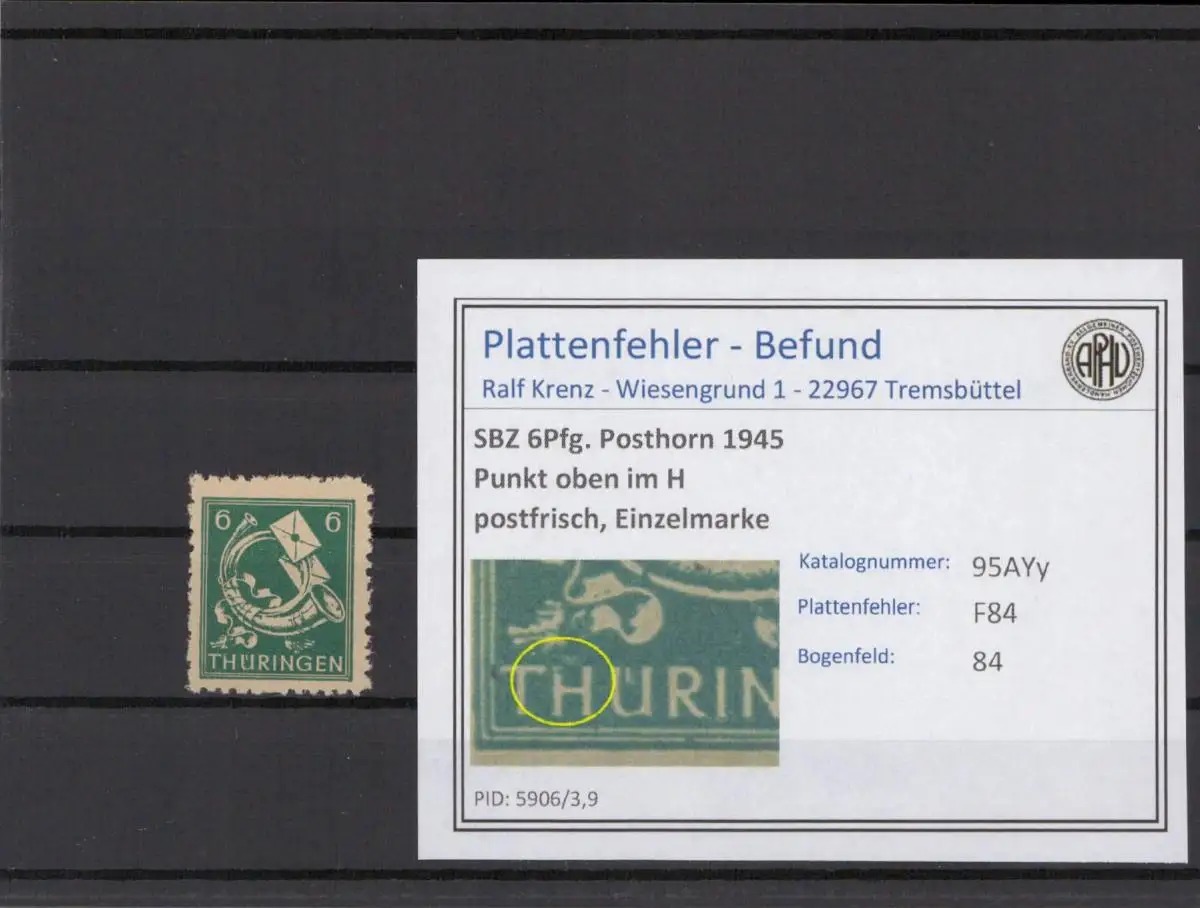 6 6
THÜRINGEN
Plattenfehler - Befund
Ralf Krenz - Wiesengrund 1 - 22967 Tremsbüttel
APHV
SBZ 6Pfg. Posthorn 1945
Punkt oben im H
postfrisch, Einzelmarke
THÜRIN
Katalognummer: 95AYy
Plattenfehler: F84
Bogenfeld: 84
PID: 5906/3,9